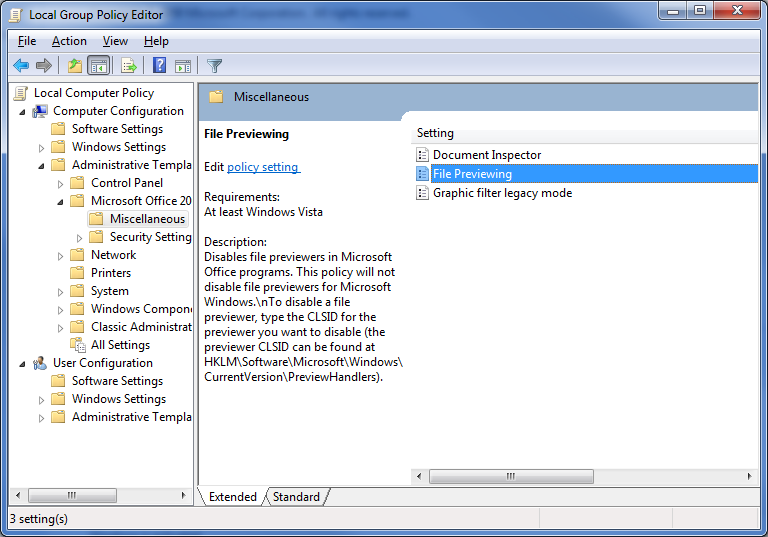 Local Group Policy Editor
File Action View Help
Local Computer Policy
Computer Configuration
Software Settings
Windows Settings
Administrative Templa
Control Panel
Microsoft Office 20
Miscellaneous
Security Setting
Network
Printers
System
Windows Compon
Classic Administrat
All Settings
User Configuration
Software Settings
Windows Settings
Administrative Templa
Miscellaneous
File Previewing
Edit policy setting
Requirements:
At least Windows Vista
Description:
Disables file previewers in Microsoft
Office programs. This policy will not
disable file previewers for Microsoft
Windows.\nTo disable a file
previewer, type the CLSID for the
previewer you want to disable (the
previewer CLSID can be found at
HKLM\Software\Microsoft\Windows\
CurrentVersion\PreviewHandlers).
Setting
Document Inspector
File Previewing
Graphic filter legacy mode
Extended Standard
3 setting(s)